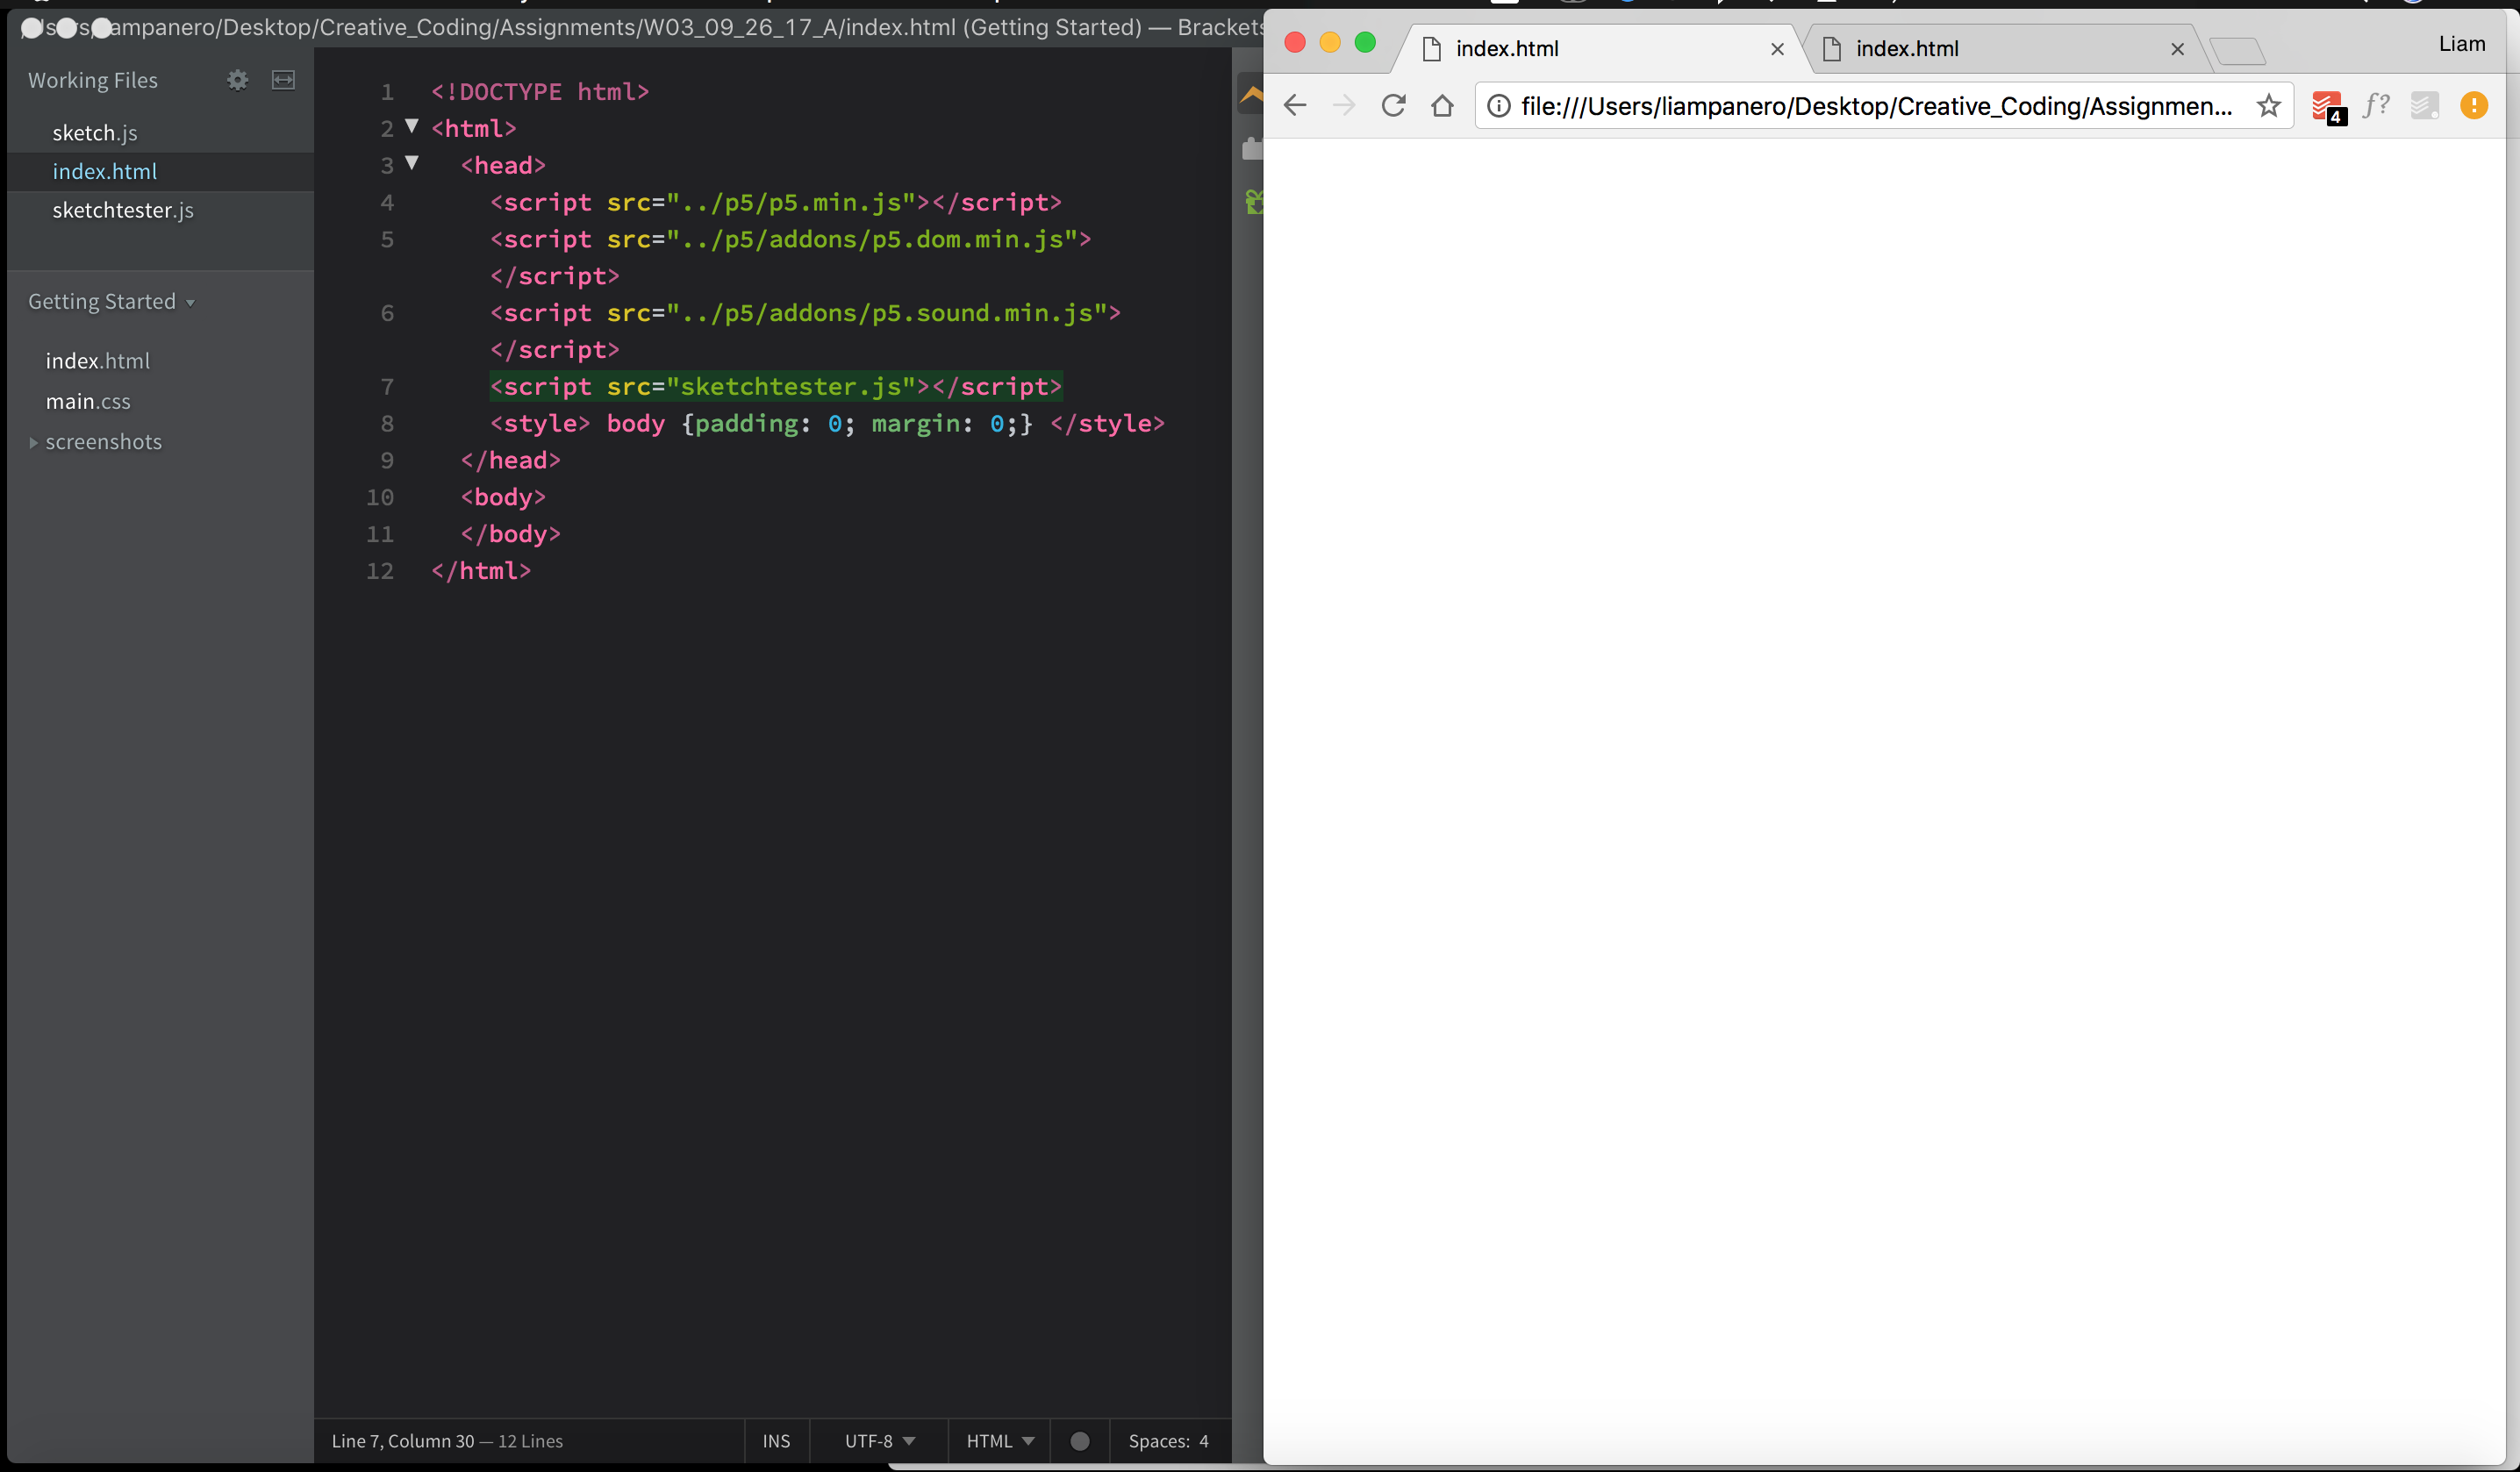 ampanero/Desktop/Creative_Coding/Assignments/W03_09_26_17_A/index.html (Getting Started) — Brackets
Working Files
sketch.js
index.html
sketchtester.js
Getting Started
index.html
main.css
screenshots
1 <!DOCTYPE html>
2 <html>
3 <head>
4 <script src="../p5/p5.min.js"></script>
5 <script src="../p5/addons/p5.dom.min.js">
</script>
6 <script src="../p5/addons/p5.sound.min.js">
</script>
7 <script src="sketchtester.js"></script>
8 <style> body {padding: 0; margin: 0;} </style>
9 </head>
10 <body>
11 </body>
12 </html>
Line 7, Column 30 — 12 Lines
INS
UTF-8
HTML
Spaces: 4
index.html
index.html
Liam
file:///Users/liampanero/Desktop/Creative_Coding/Assignmen...
4
f?